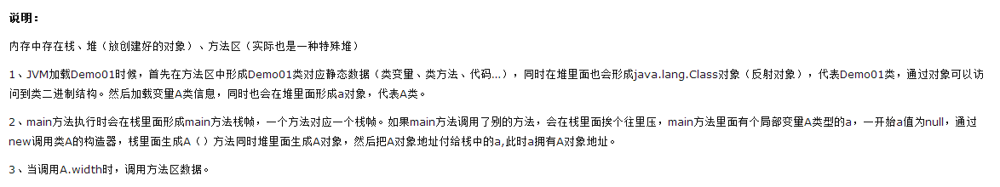 说明：
内存中存在栈、堆（放创建好的对象）、方法区（实际也是一种特殊堆）
1、JVM加载Demo01时候，首先在方法区中形成Demo01类对应静态数据（类变量、类方法、代码...），同时在堆里面也会形成java.lang.Class对象（反射对象），代表Demo01类，通过对象可以访
问到类二进制结构。然后加载变量A类信息，同时也会在堆里面形成a对象，代表A类。
2、main方法执行时会在栈里面形成main方法栈帧，一个方法对应一个栈帧。如果main方法调用了别的方法，会在栈里面挨个往里压，main方法里面有个局部变量A类型的a，一开始a值为null，通过
new调用类A的构造器，栈里面生成A（）方法同时堆里面生成A对象，然后把A对象地址付给栈中的a,此时a拥有A对象地址。
3、当调用A.width时，调用方法区数据。